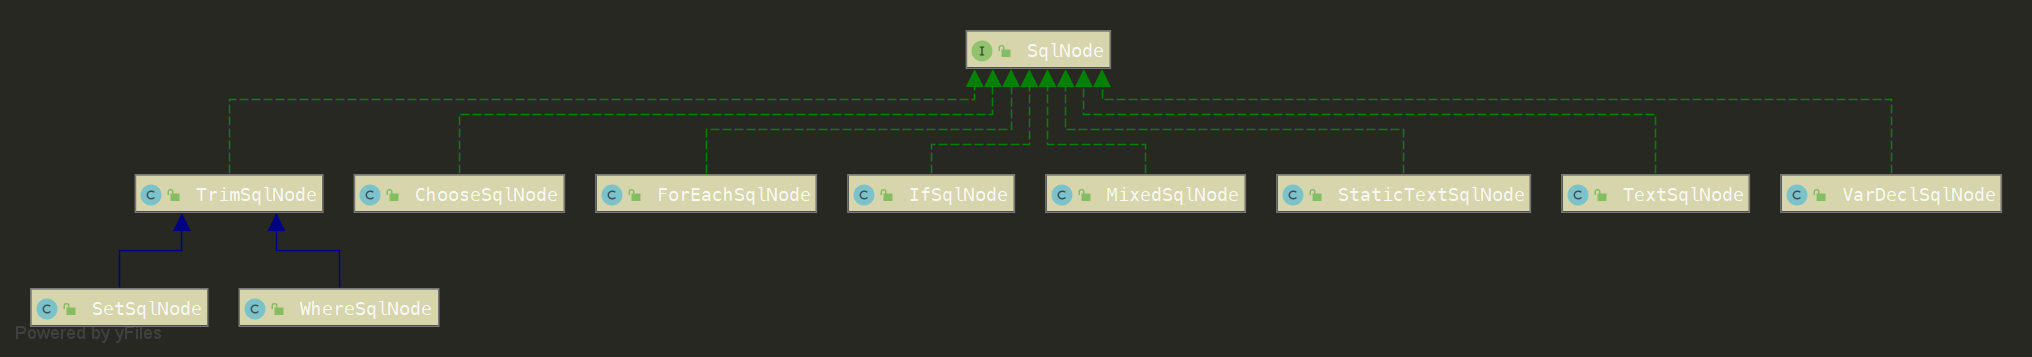 I SqlNode
C TrimSqlNode
C ChooseSqlNode
C ForEachSqlNode
C IfSqlNode
C MixedSqlNode
C StaticTextSqlNode
C TextSqlNode
C VarDeclSqlNode
C SetSqlNode
C WhereSqlNode
Powered by yFiles